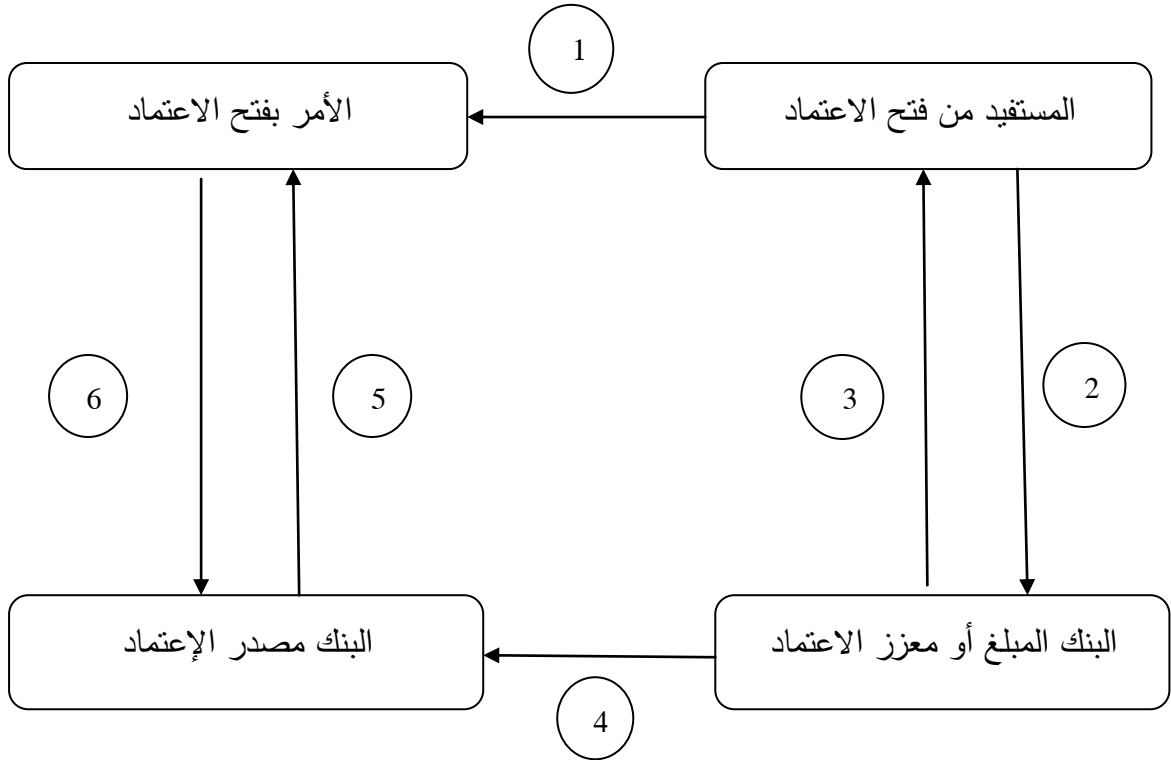 1
المستفيد من فتح الاعتماد
الأمر بفتح الاعتماد
2
3
5
6
البنك المبلغ أو معزز الاعتماد
البنك مصدر الإعتماد
4